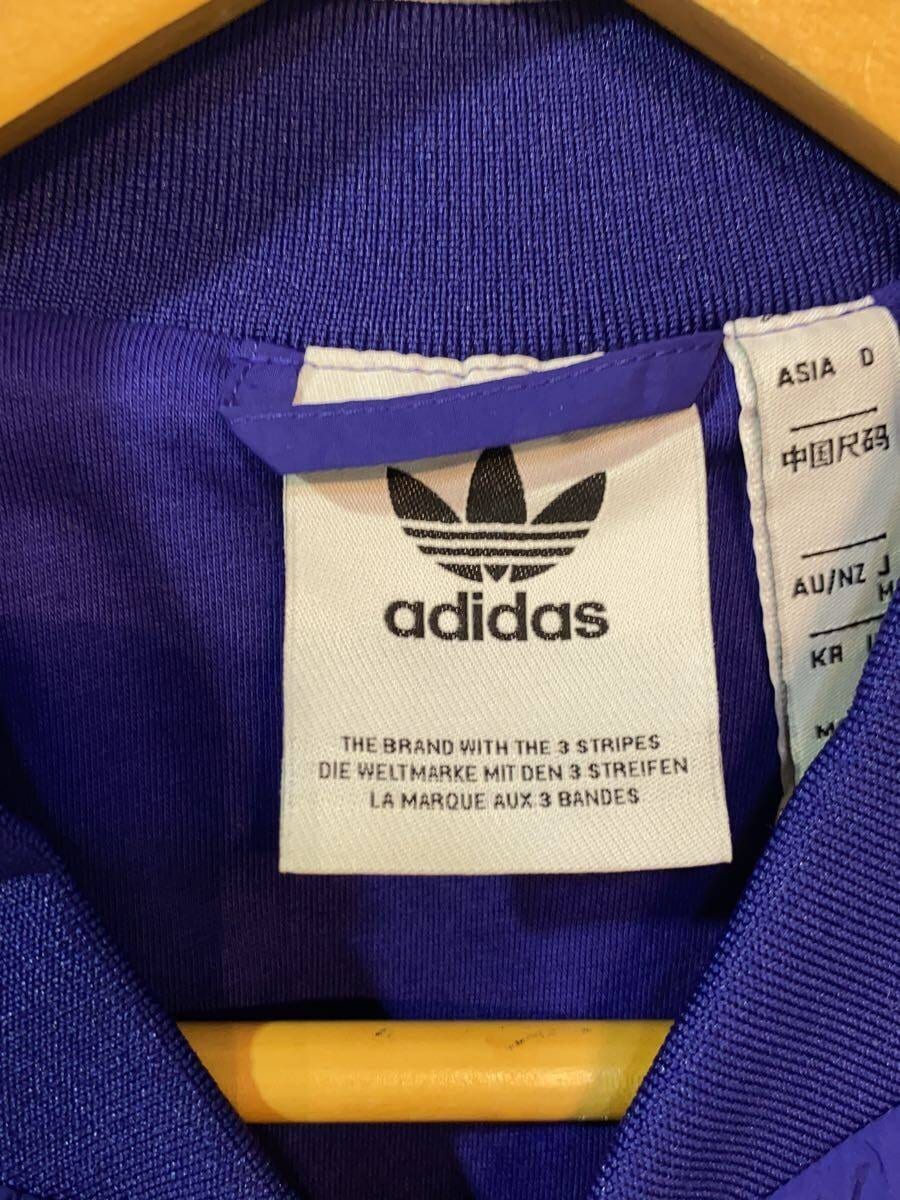 adidas
THE BRAND WITH THE 3 STRIPES
DIE WELTMARKE MIT DEN 3 STREIFEN
LA MARQUE AUX 3 BANDES
ASIA O
中国尺码
AU/NZ J
KR